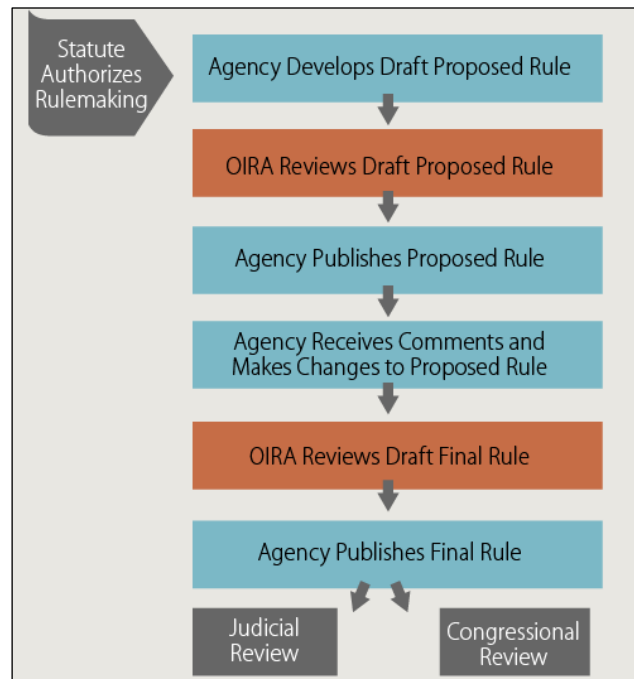 Statute
Authorizes
Rulemaking
Agency Develops Draft Proposed Rule
OIRA Reviews Draft Proposed Rule
Agency Publishes Proposed Rule
Agency Receives Comments and
Makes Changes to Proposed Rule
OIRA Reviews Draft Final Rule
Agency Publishes Final Rule
Judicial
Review
Congressional
Review